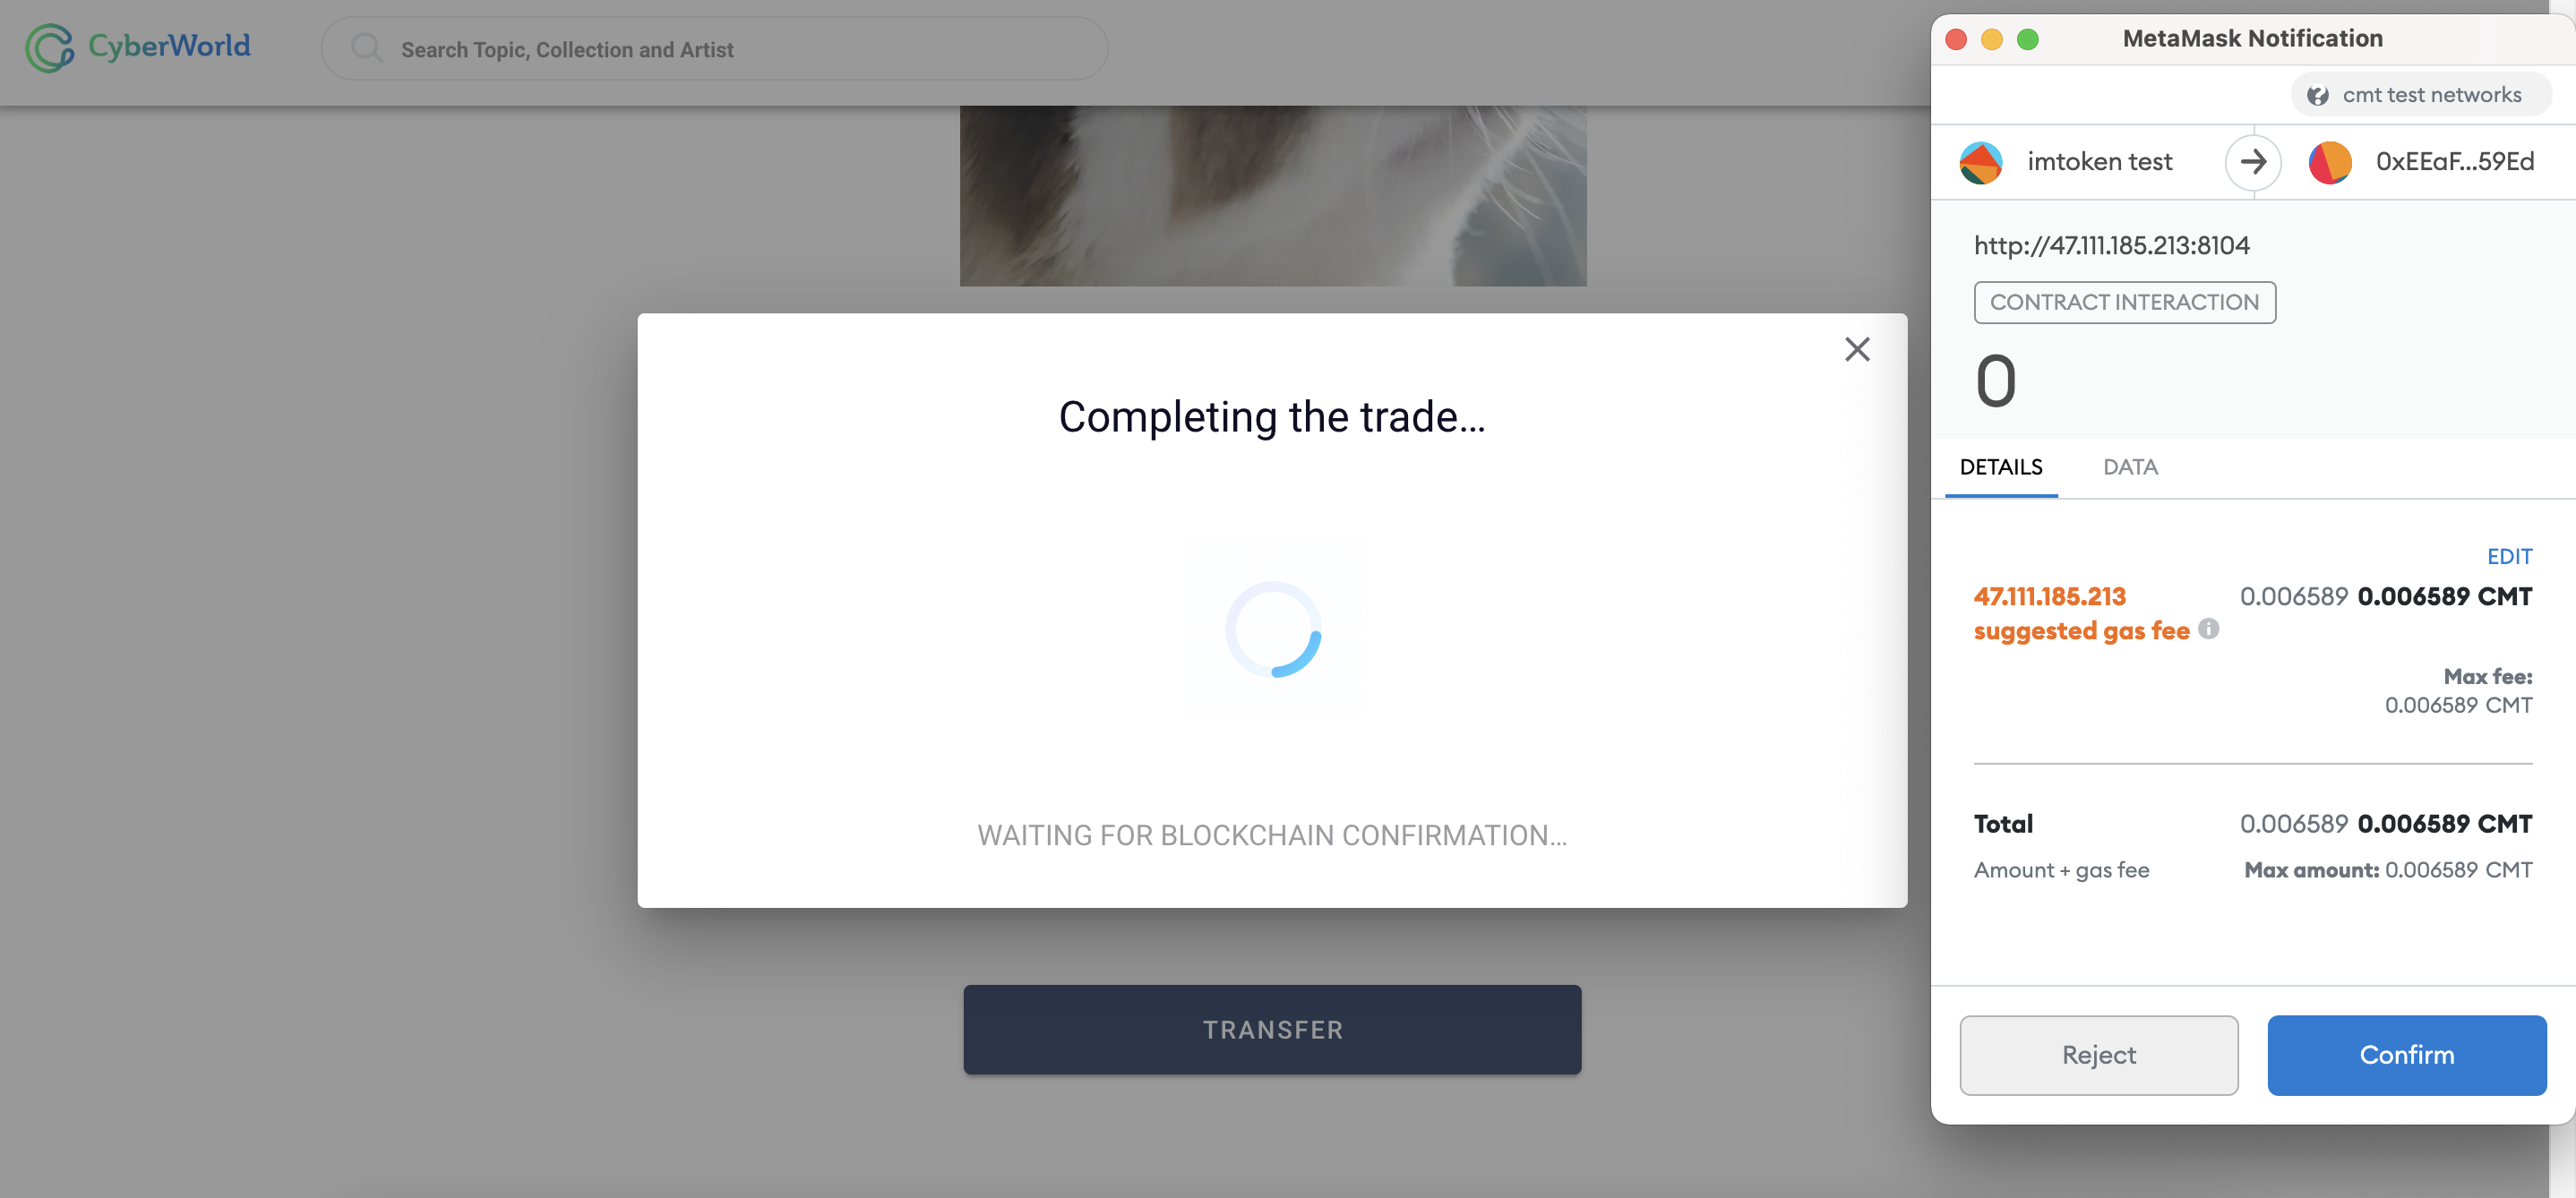 CyberWorld
Search Topic, Collection and Artist
Completing the trade...
WAITING FOR BLOCKCHAIN CONFIRMATION...
TRANSFER
MetaMask Notification
cmt test networks
imtoken test
0xEEaF...59Ed
http://47.111.185.213:8104
CONTRACT INTERACTION
0
DETAILS DATA
EDIT
47.111.185.213 0.006589 0.006589 CMT
suggested gas fee
Max fee:
0.006589 CMT
Total 0.006589 0.006589 CMT
Amount + gas fee Max amount: 0.006589 CMT
Reject Confirm